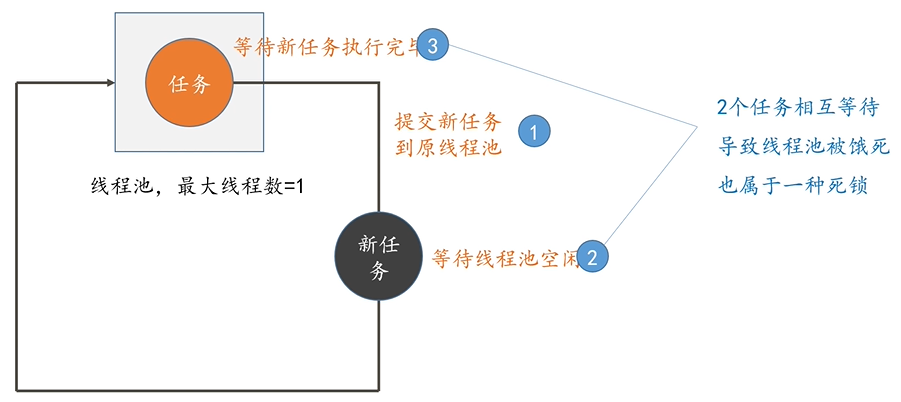 等待新任务执行完毕
3
任务
提交新任务
到原线程池
1
2个任务相互等待
导致线程池被饿死
也属于一种死锁
线程池，最大线程数=1
新任
务
等待线程池空闲
2